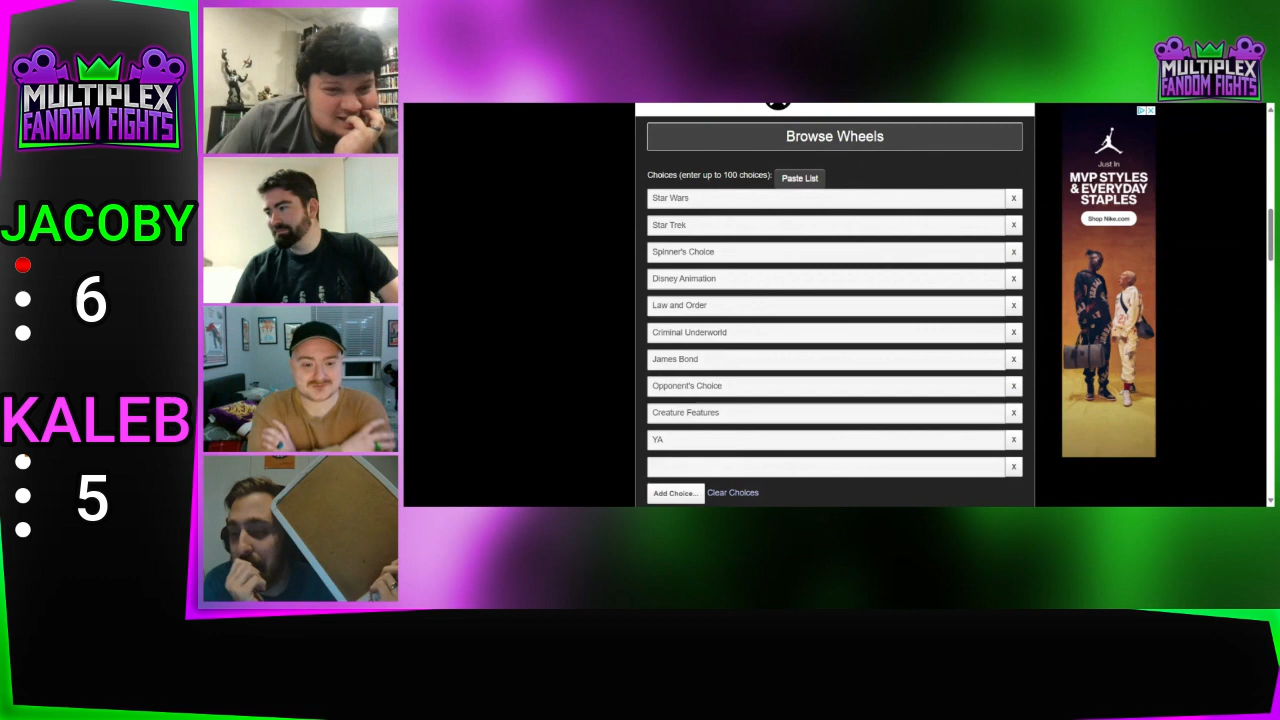 MULTIPLEX
FANDOM FIGHTS
JACOBY
6
KALEB
5
MULTIPLEX
FANDOM FIGHTS
Browse Wheels
Choices (enter up to 100 choices): Paste List
Star Wars x
Star Trek x
Spinner's Choice x
Disney Animation x
Law and Order x
Criminal Underworld x
James Bond x
Opponent's Choice x
Creature Features x
YA x
x
Add Choice... Clear Choices
Just In
MVP STYLES
& EVERYDAY
STAPLES
Shop Nike.com